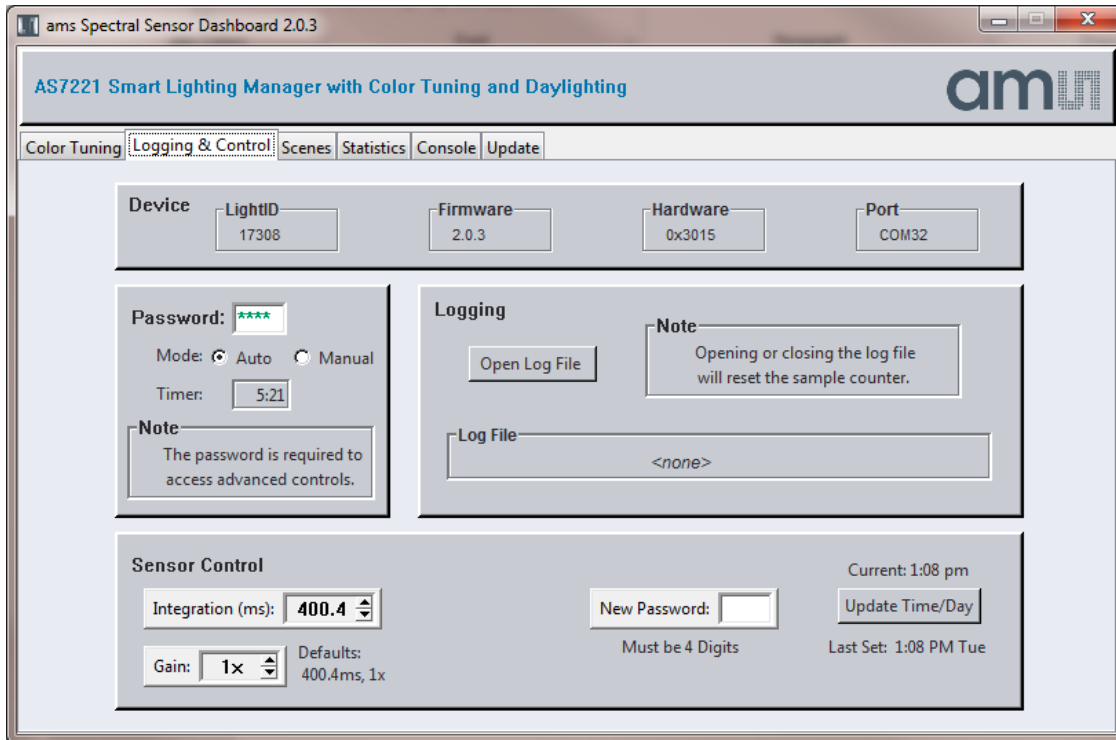 ams Spectral Sensor Dashboard 2.0.3
AS7221 Smart Lighting Manager with Color Tuning and Daylighting
am
Color Tuning Logging & Control Scenes Statistics Console Update
Device
LightID
17308
Firmware
2.0.3
Hardware
0x3015
Port
COM32
Password: ****
Mode: Auto Manual
Timer: 5:21
Note
The password is required to
access advanced controls.
Logging
Open Log File
Note
Opening or closing the log file
will reset the sample counter.
Log File
<none>
Sensor Control
Integration (ms): 400.4
Gain: 1x
Defaults:
400.4ms, 1x
New Password:
Must be 4 Digits
Current: 1:08 pm
Update Time/Day
Last Set: 1:08 PM Tue